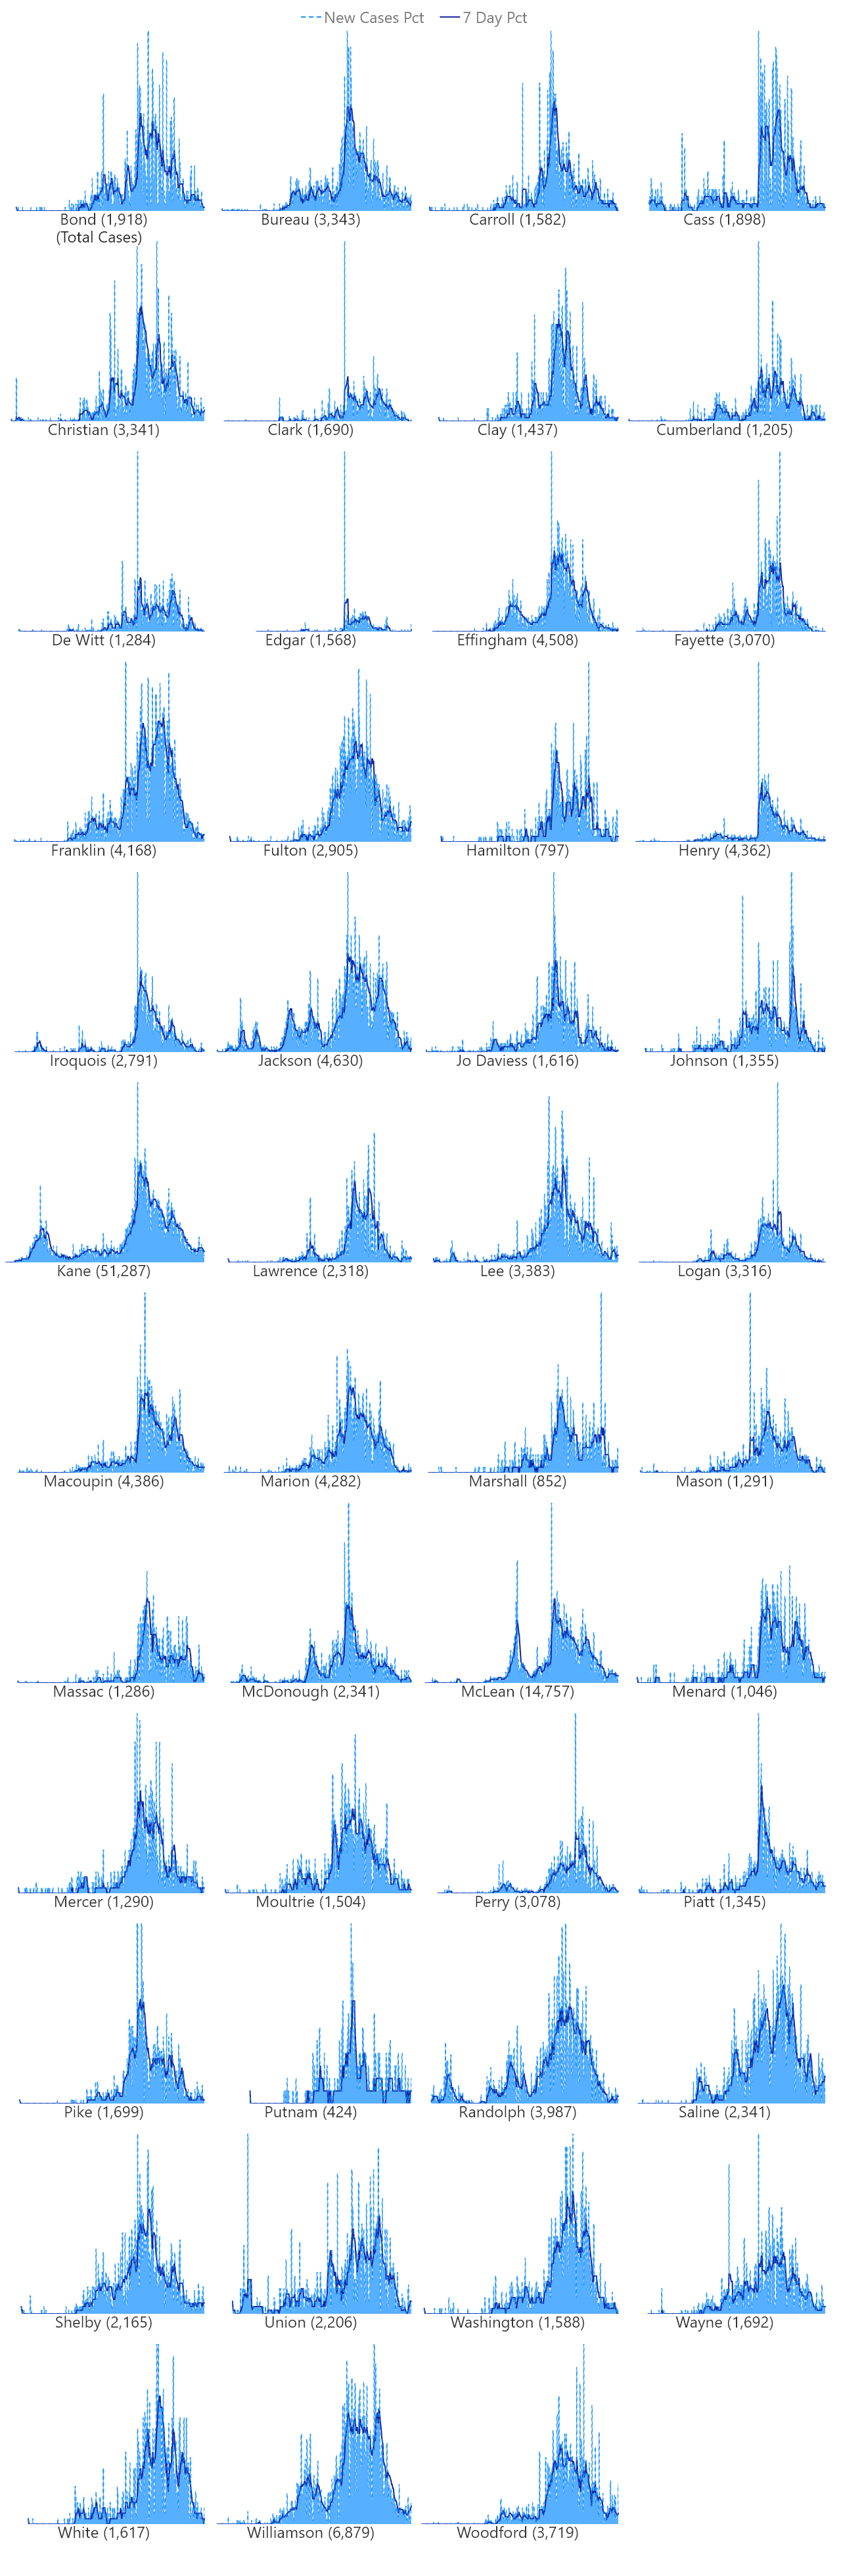 New Cases Pct 7 Day Pct
Bond (1,918) Bureau (3,343) Carroll (1,582) Cass (1,898)
(Total Cases)
Christian (3,341) Clark (1,690) Clay (1,437) Cumberland (1,205)
De Witt (1,284) Edgar (1,568) Effingham (4,508) Fayette (3,070)
Franklin (4,168) Fulton (2,905) Hamilton (797) Henry (4,362)
Iroquois (2,791) Jackson (4,630) Jo Daviess (1,616) Johnson (1,355)
Kane (51,287) Lawrence (2,318) Lee (3,383) Logan (3,316)
Macoupin (4,386) Marion (4,282) Marshall (852) Mason (1,291)
Massac (1,286) McDonough (2,341) McLean (14,757) Menard (1,046)
Mercer (1,290) Moultrie (1,504) Perry (3,078) Piatt (1,345)
Pike (1,699) Putnam (424) Randolph (3,987) Saline (2,341)
Shelby (2,165) Union (2,206) Washington (1,588) Wayne (1,692)
White (1,617) Williamson (6,879) Woodford (3,719)